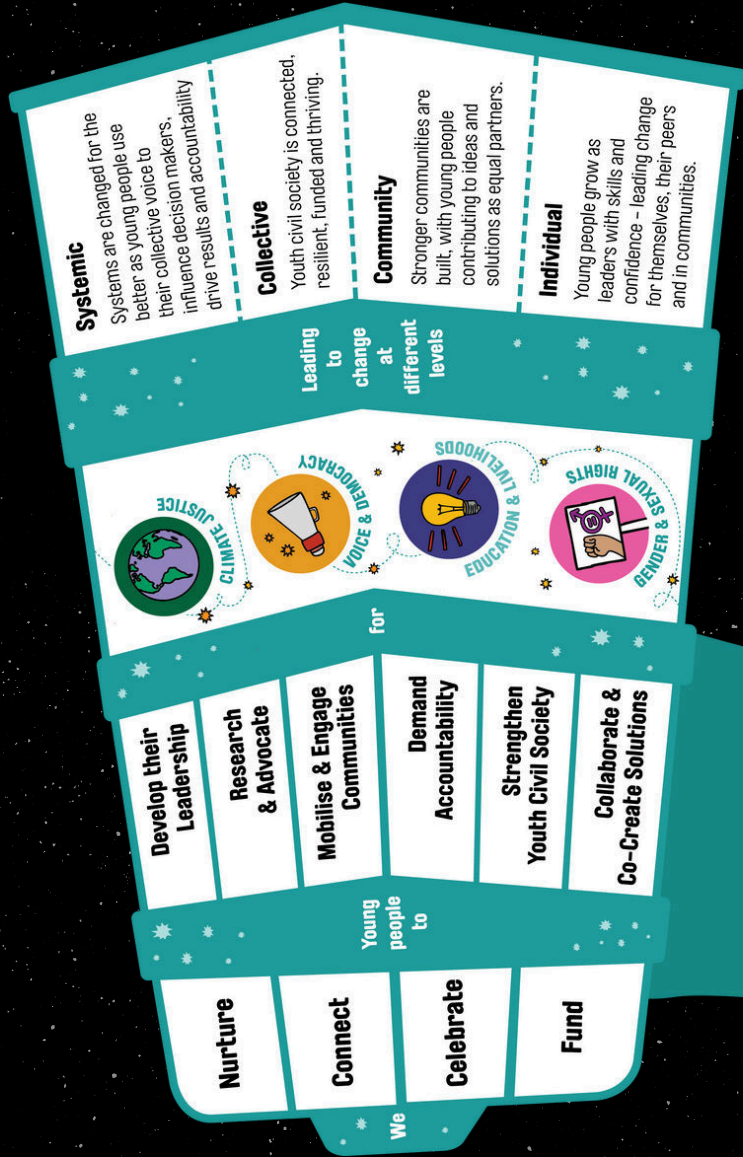 We
Nurture
Connect
Celebrate
Fund
Young
people
to
Develop their
Leadership
Research
& Advocate
Mobilise & Engage
Communities
Demand
Accountability
Strengthen
Youth Civil Society
Collaborate &
Co-Create Solutions
for
CLIMATE JUSTICE
VOICE & DEMOCRACY
EDUCATION & LIVELIHOODS
GENDER & SEXUAL RIGHTS
Leading
to
change
at
different
levels
Systemic
Systems are changed for the
better as young people use
their collective voice to
influence decision makers,
drive results and accountability
Collective
Youth civil society is connected,
resilient, funded and thriving.
Community
Stronger communities are
built, with young people
contributing to ideas and
solutions as equal partners.
Individual
Young people grow as
leaders with skills and
confidence – leading change
for themselves, their peers
and in communities.